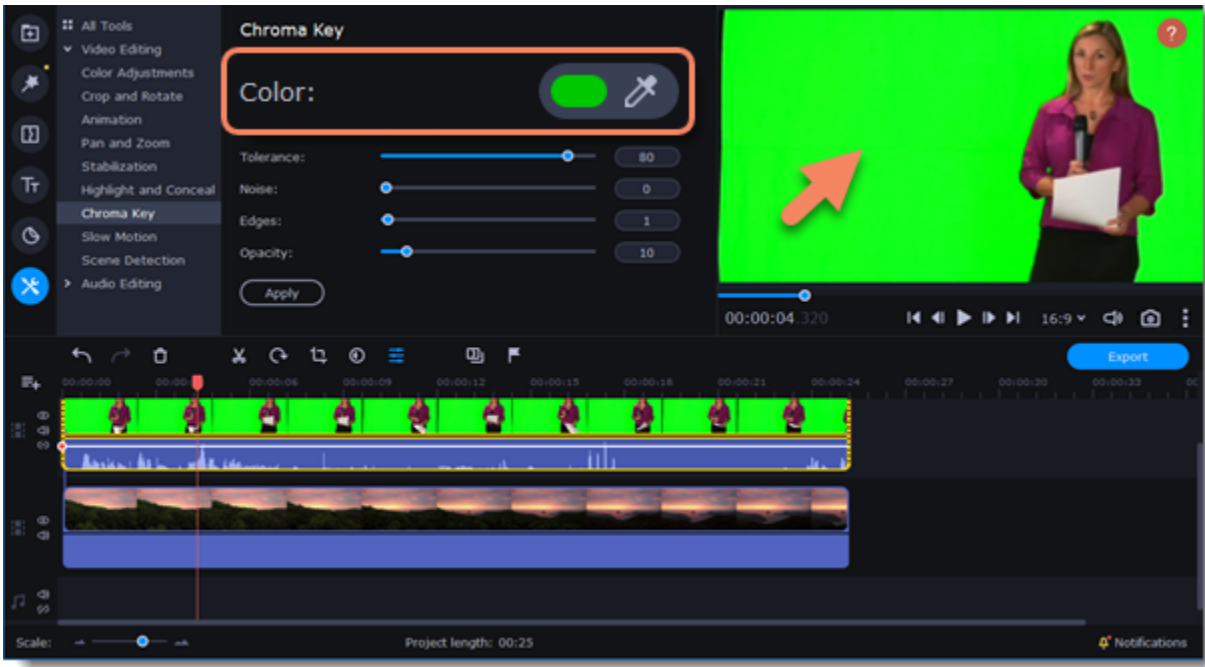 All Tools
Video Editing
Color Adjustments
Crop and Rotate
Animation
Pan and Zoom
Stabilization
Highlight and Conceal
Chroma Key
Slow Motion
Scene Detection
Audio Editing
Chroma Key
Color:
Tolerance: 80
Noise: 0
Edges: 1
Opacity: 10
Apply
?
00:00:04.320
16:9
Export
00:00:00 00:00: 00:00:06 00:00:09 00:00:12 00:00:15 00:00:18 00:00:21 00:00:24 00:00:27 00:00:30 00:00:33
Scale:
Project length: 00:25
Notifications